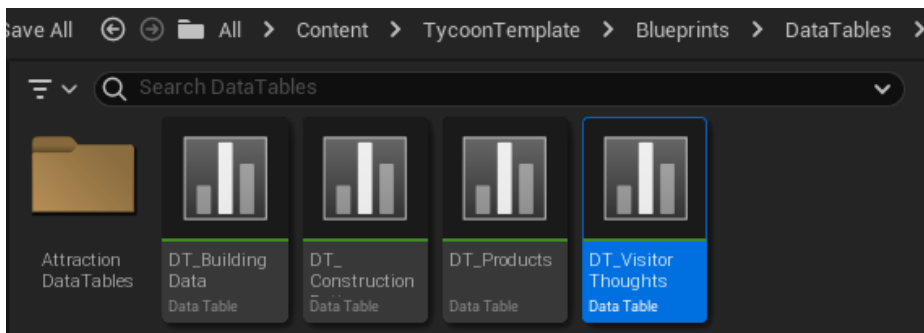 Save All All > Content > TycoonTemplate > Blueprints > DataTables >
Search DataTables
Attraction
DataTables
DT_Building
Data
Data Table
DT_
Construction
Data Table
DT_Products
Data Table
DT_Visitor
Thoughts
Data Table